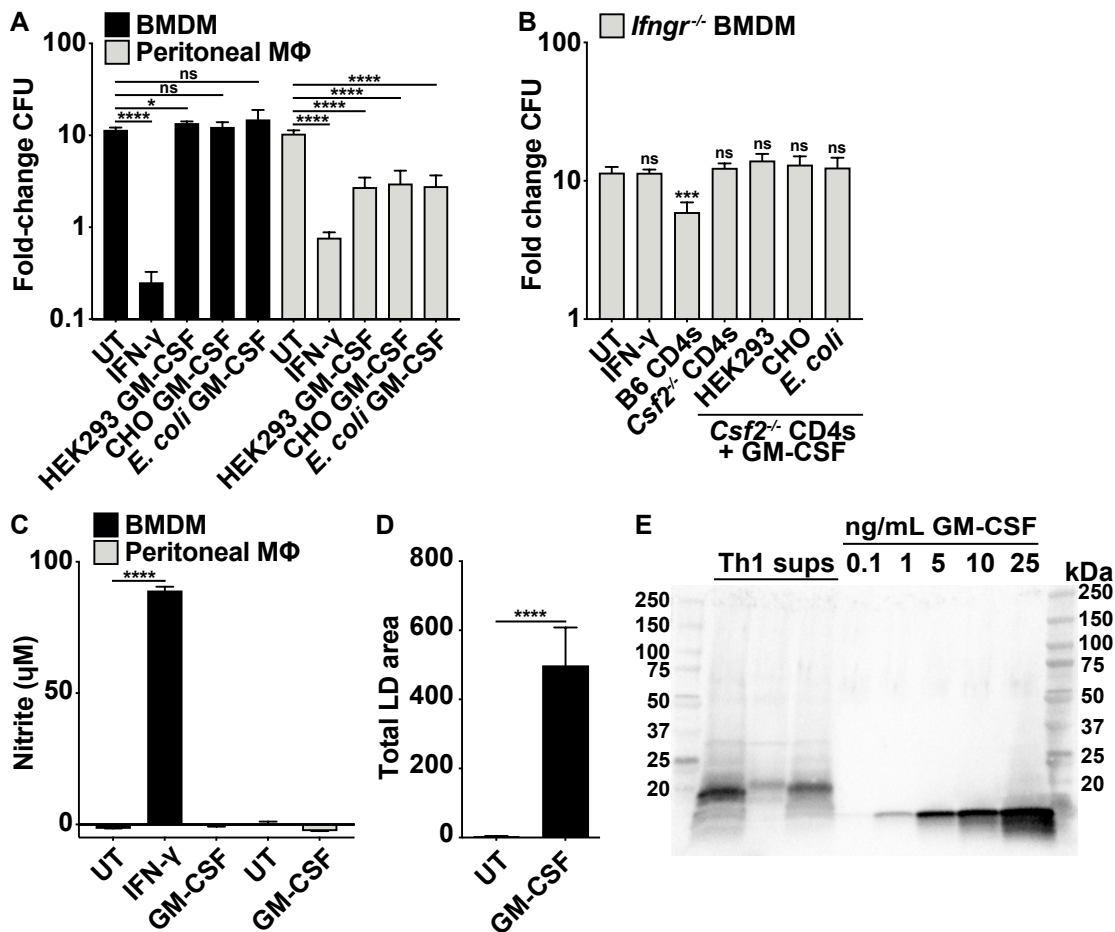 A
BMDM
Peritoneal MΦ
Fold-change CFU
100
10
1
0.1
ns
ns
*
****
****
****
****
****
UT
IFN-γ
HEK293 GM-CSF
CHO GM-CSF
E. coli GM-CSF
UT
IFN-γ
HEK293 GM-CSF
CHO GM-CSF
E. coli GM-CSF
B
Ifngr-/- BMDM
Fold change CFU
100
10
1
ns
***
ns
ns
ns
ns
UT
IFN-γ
B6 CD4s
Csf2-/- CD4s
HEK293
CHO
E. coli
Csf2-/- CD4s
+ GM-CSF
C
BMDM
Peritoneal MΦ
Nitrite (μM)
100
50
0
****
UT
IFN-γ
GM-CSF
UT
GM-CSF
D
Total LD area
800
600
400
200
0
****
UT
GM-CSF
E
ng/mL GM-CSF
Th1 sups 0.1 1 5 10 25 kDa
250 250
150 150
100 100
75 75
50 50
37 37
25 25
20 20